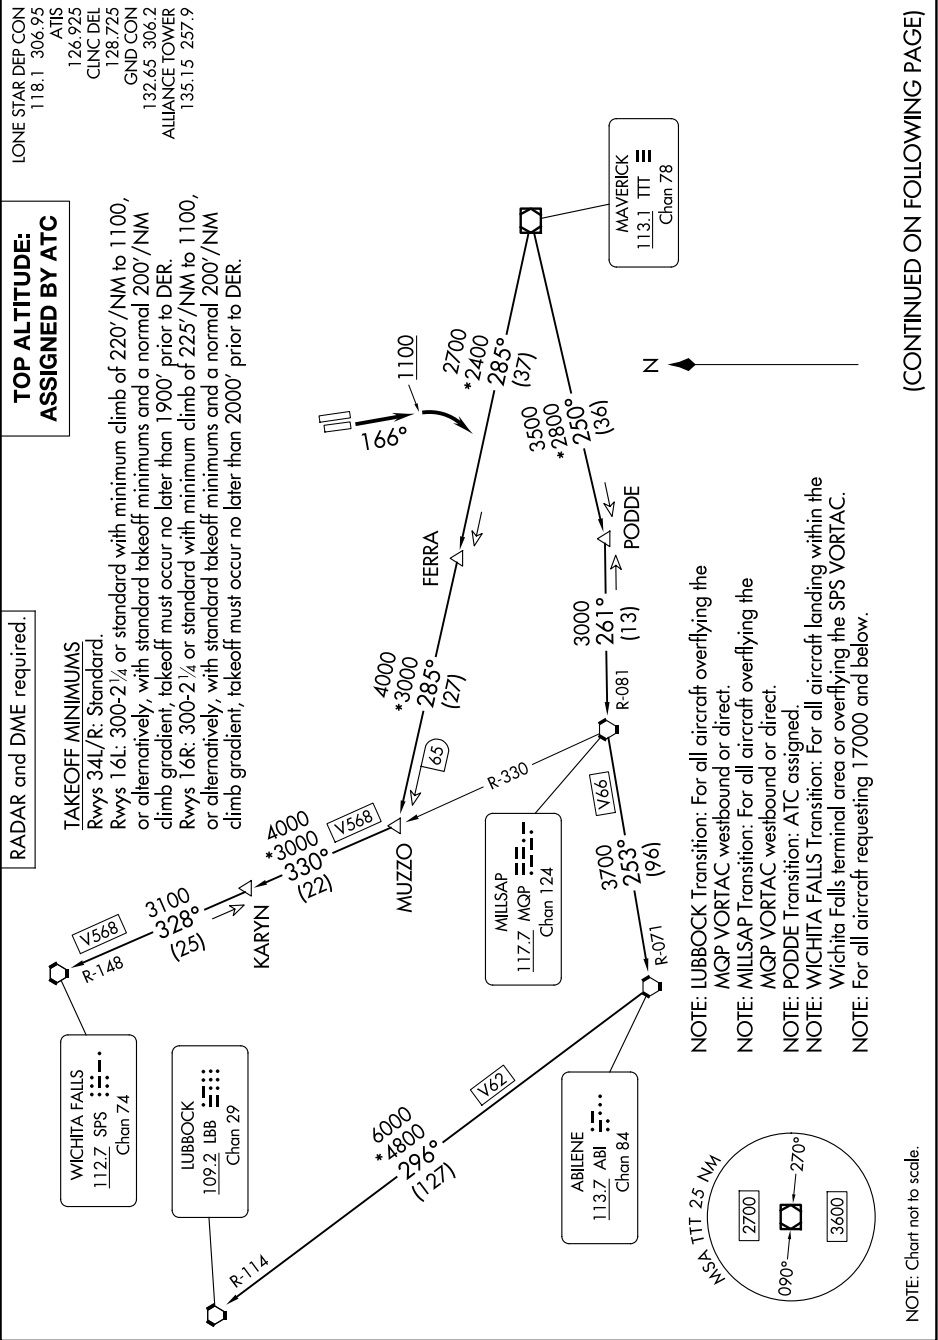 RADAR and DME required.
TOP ALTITUDE:
ASSIGNED BY ATC
LONE STAR DEP CON
118.1 306.95
ATIS
126.925
CLNC DEL
128.725
GND CON
132.65 306.2
ALLIANCE TOWER
135.15 257.9
TAKEOFF MINIMUMS
Rwys 34L/R: Standard.
Rwys 16L: 300-2¼ or standard with minimum climb of 220'/NM to 1100,
or alternatively, with standard takeoff minimums and a normal 200'/NM
climb gradient, takeoff must occur no later than 1900' prior to DER.
Rwys 16R: 300-2¼ or standard with minimum climb of 225'/NM to 1100,
or alternatively, with standard takeoff minimums and a normal 200'/NM
climb gradient, takeoff must occur no later than 2000' prior to DER.
WICHITA FALLS
112.7 SPS
Chan 74
V568
R-148
3100
328°
(25)
KARYN
4000
*3000
330°
(22)
V568
MUZZO
65
4000
*3000
285°
(27)
FERRA
166°
1100
2700
*2400
285°
(37)
MAVERICK
113.1 TTT
Chan 78
LUBBOCK
109.2 LBB
Chan 29
R-114
6000
*4800
296°
(127)
V62
ABILENE
113.7 ABI
Chan 84
R-071
3700
253°
(96)
V66
MILLSAP
117.7 MQP
Chan 124
R-330
R-081
3000
261°
(13)
PODDE
3500
*2800
250°
(36)
N
MSA TTT 25 NM
2700
090°
270°
3600
NOTE: LUBBOCK Transition: For all aircraft overflying the
MQP VORTAC westbound or direct.
NOTE: MILLSAP Transition: For all aircraft overflying the
MQP VORTAC westbound or direct.
NOTE: PODDE Transition: ATC assigned.
NOTE: WICHITA FALLS Transition: For all aircraft landing within the
Wichita Falls terminal area or overflying the SPS VORTAC.
NOTE: For all aircraft requesting 17000 and below.
NOTE: Chart not to scale.
(CONTINUED ON FOLLOWING PAGE)